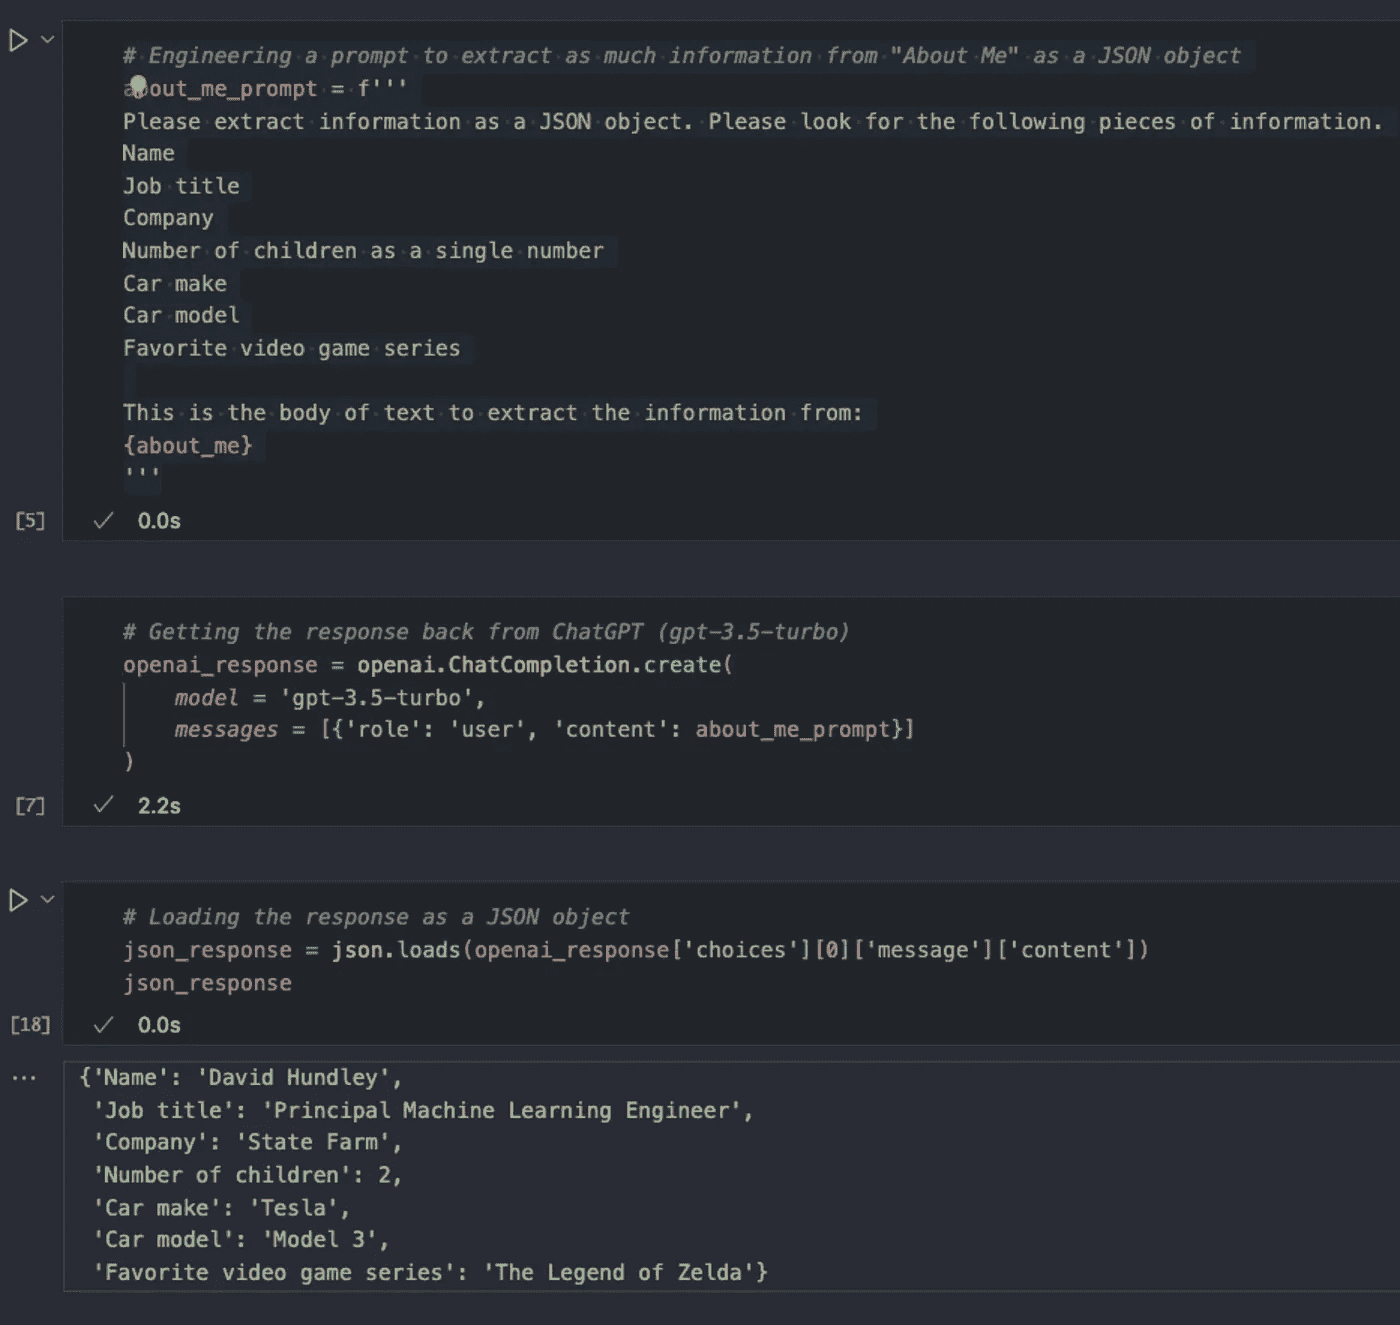 # Engineering a prompt to extract as much information from "About Me" as a JSON object
about_me_prompt = f'''
Please extract information as a JSON object. Please look for the following pieces of information.
Name
Job title
Company
Number of children as a single number
Car make
Car model
Favorite video game series
This is the body of text to extract the information from:
{about_me}
'''
[5] ✓ 0.0s
# Getting the response back from ChatGPT (gpt-3.5-turbo)
openai_response = openai.ChatCompletion.create(
    model = 'gpt-3.5-turbo',
    messages = [{'role': 'user', 'content': about_me_prompt}]
)
[7] ✓ 2.2s
# Loading the response as a JSON object
json_response = json.loads(openai_response['choices'][0]['message']['content'])
json_response
[18] ✓ 0.0s
... {'Name': 'David Hundley',
 'Job title': 'Principal Machine Learning Engineer',
 'Company': 'State Farm',
 'Number of children': 2,
 'Car make': 'Tesla',
 'Car model': 'Model 3',
 'Favorite video game series': 'The Legend of Zelda'}